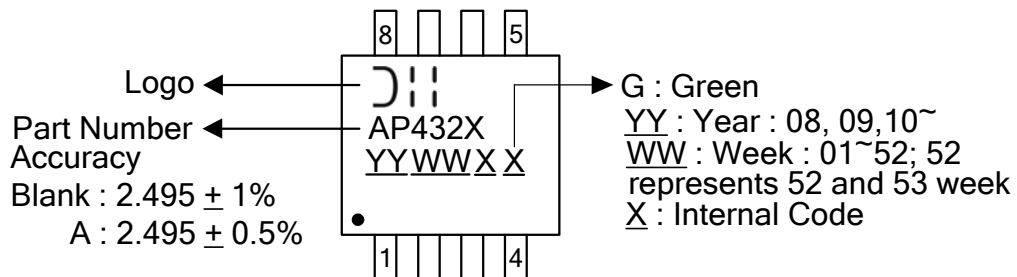 8 5
Logo
Part Number
Accuracy
Blank : 2.495 ± 1%
A : 2.495 ± 0.5%
AP432X
YYWWX X
1 4
G : Green
YY : Year : 08, 09,10~
WW : Week : 01~52; 52
represents 52 and 53 week
X : Internal Code